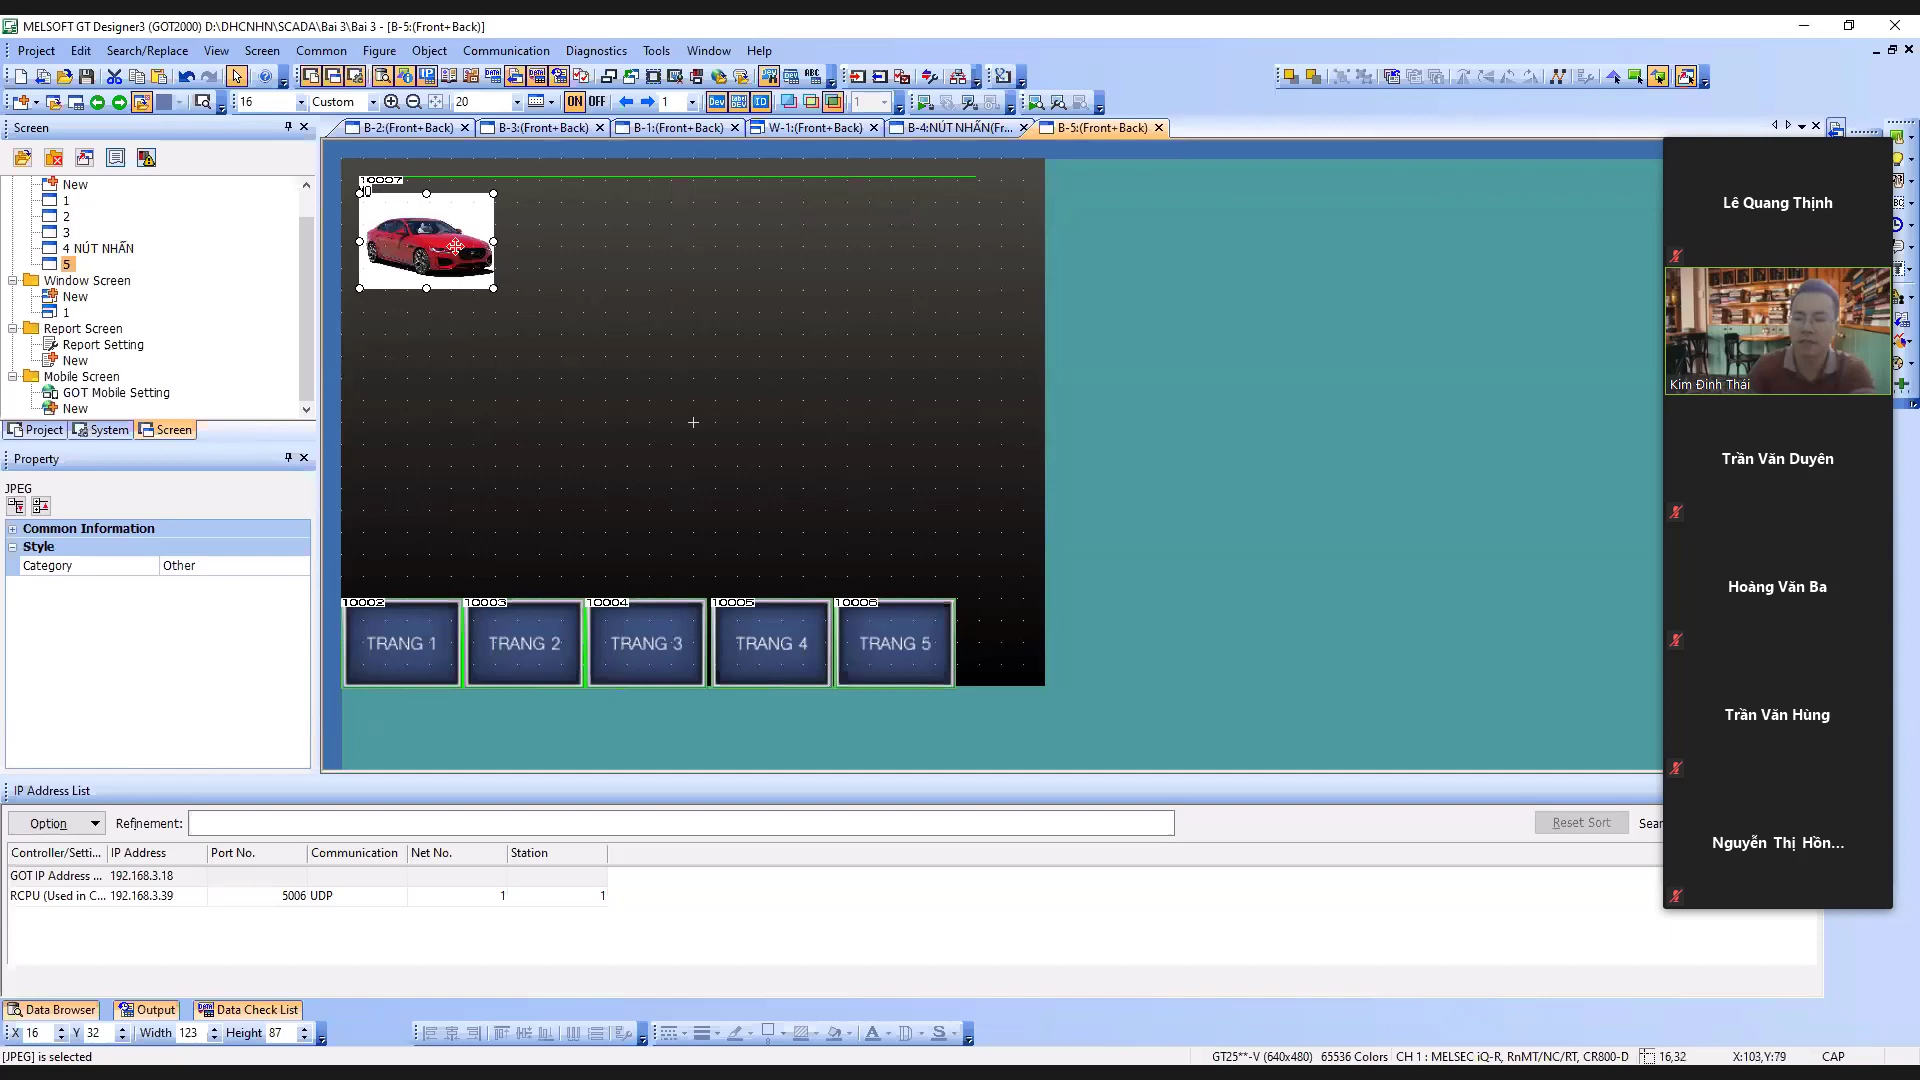 MELSOFT GT Designer3 (GOT2000) D:\DHCNHN\SCADA\Bai 3\Bai 3 - [B-5:(Front+Back)]
Project Edit Search/Replace View Screen Common Figure Object Communication Diagnostics Tools Window Help
16 Custom 20 ON OFF 1 Dev ID 1
Screen
B-2:(Front+Back) B-3:(Front+Back) B-1:(Front+Back) W-1:(Front+Back) B-4:NÚT NHẤN(Fr... B-5:(Front+Back)
New
1
2
3
4 NÚT NHẤN
5
Window Screen
New
1
Report Screen
Report Setting
New
Mobile Screen
GOT Mobile Setting
New
Project System Screen
Property
JPEG
Common Information
Style
Category Other
10007
10002 10003 10004 10005 10006
TRANG 1 TRANG 2 TRANG 3 TRANG 4 TRANG 5
Lê Quang Thịnh
Kim Đình Thái
Trần Văn Duyên
Hoàng Văn Ba
Trần Văn Hùng
Nguyễn Thị Hồn...
IP Address List
Option Refinement: Reset Sort Sear
Controller/Setti... IP Address Port No. Communication Net No. Station
GOT IP Address ... 192.168.3.18
RCPU (Used in C... 192.168.3.39 5006 UDP 1 1
Data Browser Output Data Check List
X 16 Y 32 Width 123 Height 87
[JPEG] is selected GT25**-V (640x480) 65536 Colors CH 1 : MELSEC iQ-R, RnMT/NC/RT, CR800-D 16,32 X:103,Y:79 CAP